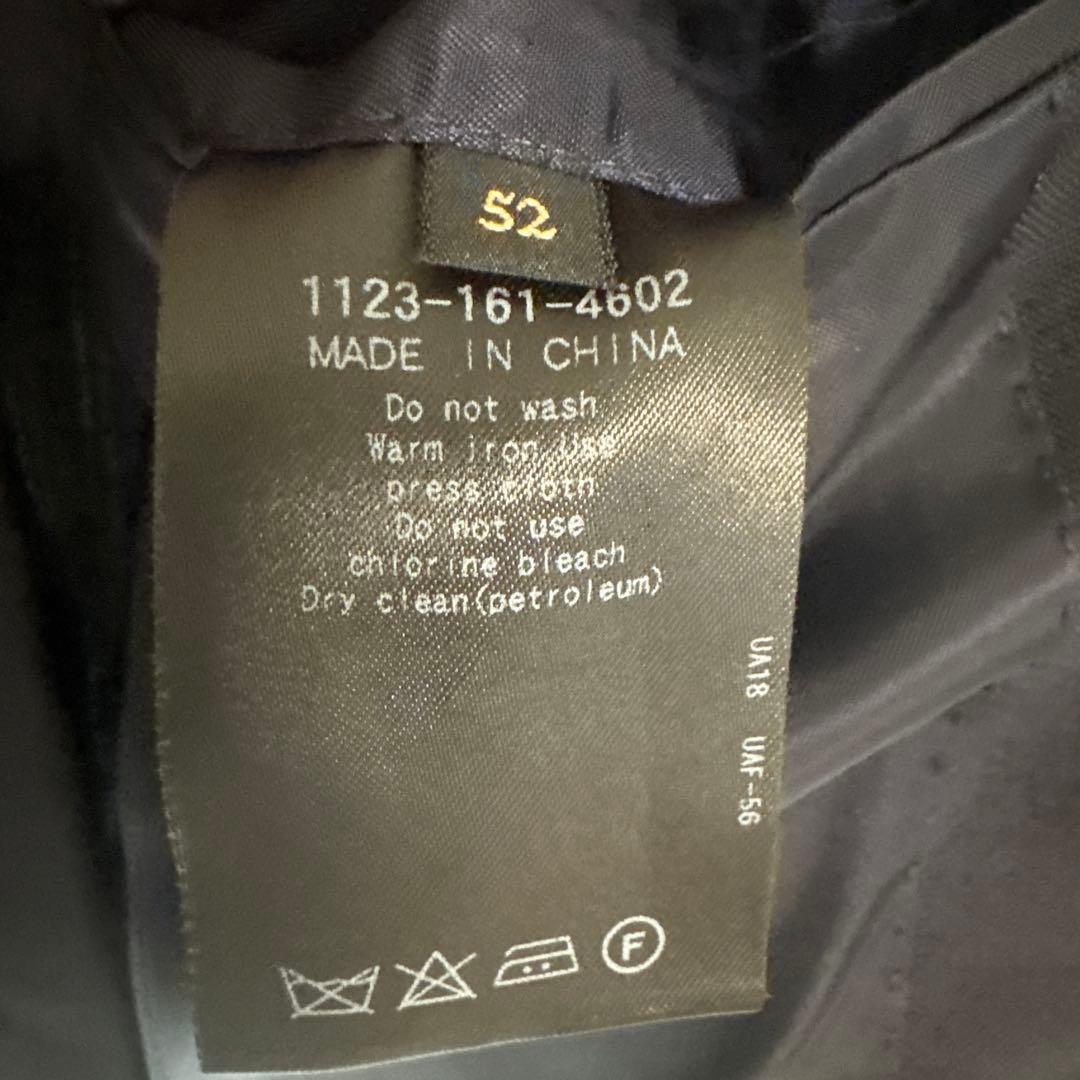 52
1123-161-4602
MADE IN CHINA
Do not wash
Warm iron Use
press cloth
Do not use
chlorine bleach
Dry clean(petroleum)
UA18 UAF-56
F